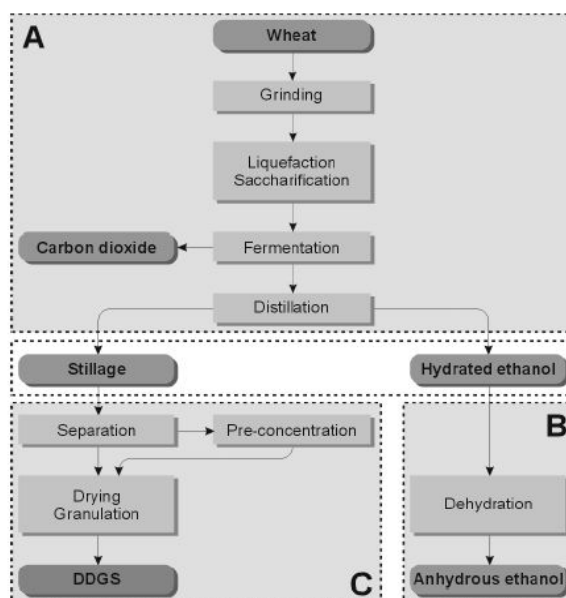 A
Wheat
Grinding
Liquefaction
Saccharification
Carbon dioxide
Fermentation
Distillation
Stillage
Hydrated ethanol
Separation
Pre-concentration
B
Drying
Granulation
Dehydration
DDGS
C
Anhydrous ethanol